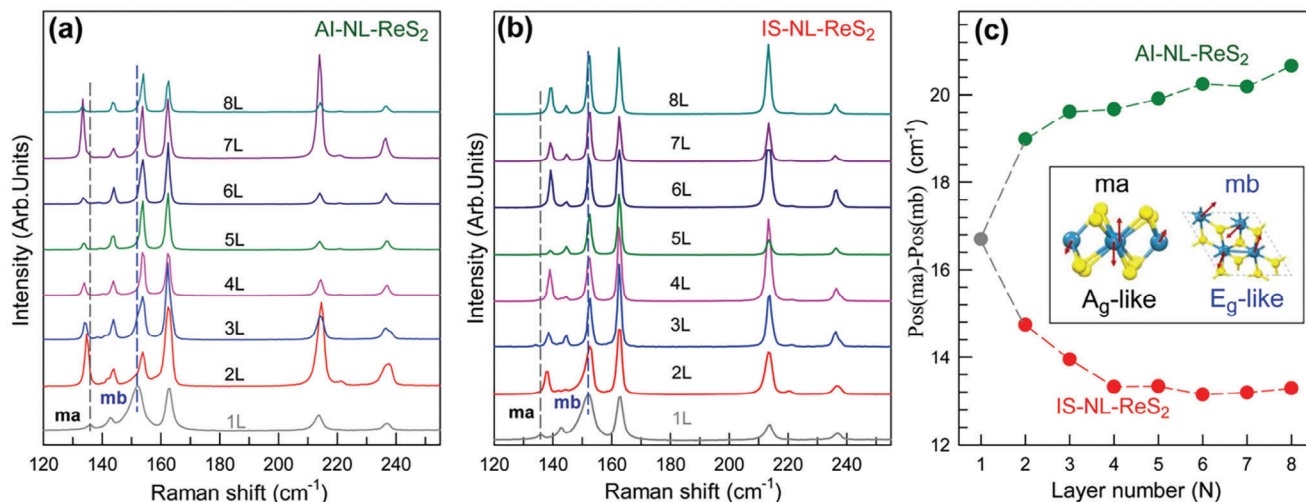 (a)
AI-NL-ReS2
8L
7L
6L
5L
4L
3L
2L
1L
ma
mb
Intensity (Arb.Units)
120 140 160 180 200 220 240
Raman shift (cm-1)
(b)
IS-NL-ReS2
8L
7L
6L
5L
4L
3L
2L
1L
ma
mb
Intensity (Arb.Units)
120 140 160 180 200 220 240
Raman shift (cm-1)
(c)
AI-NL-ReS2
Pos(ma)-Pos(mb) (cm-1)
20
18
16
14
12
ma mb
Ag-like Eg-like
IS-NL-ReS2
1 2 3 4 5 6 7 8
Layer number (N)